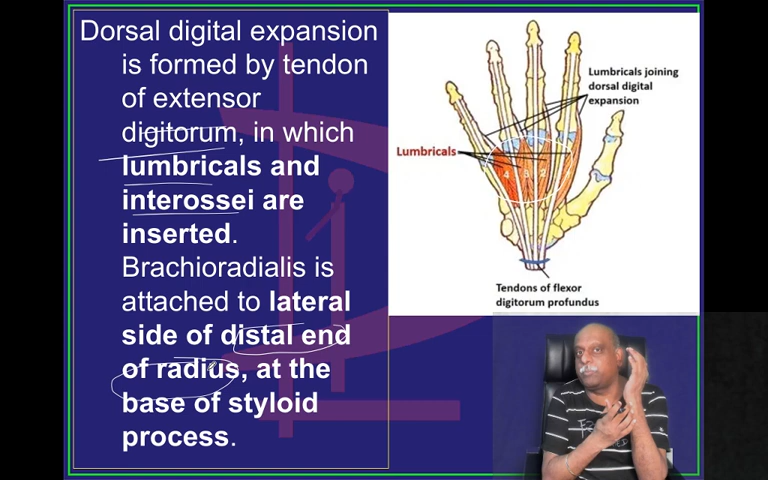 Dorsal digital expansion
is formed by tendon
of extensor
digitorum, in which
lumbricals and
interossei are
inserted.
Brachioradialis is
attached to lateral
side of distal end
of radius, at the
base of styloid
process.
Lumbricals joining
dorsal digital
expansion
Lumbricals
4 3 2
Tendons of flexor
digitorum profundus